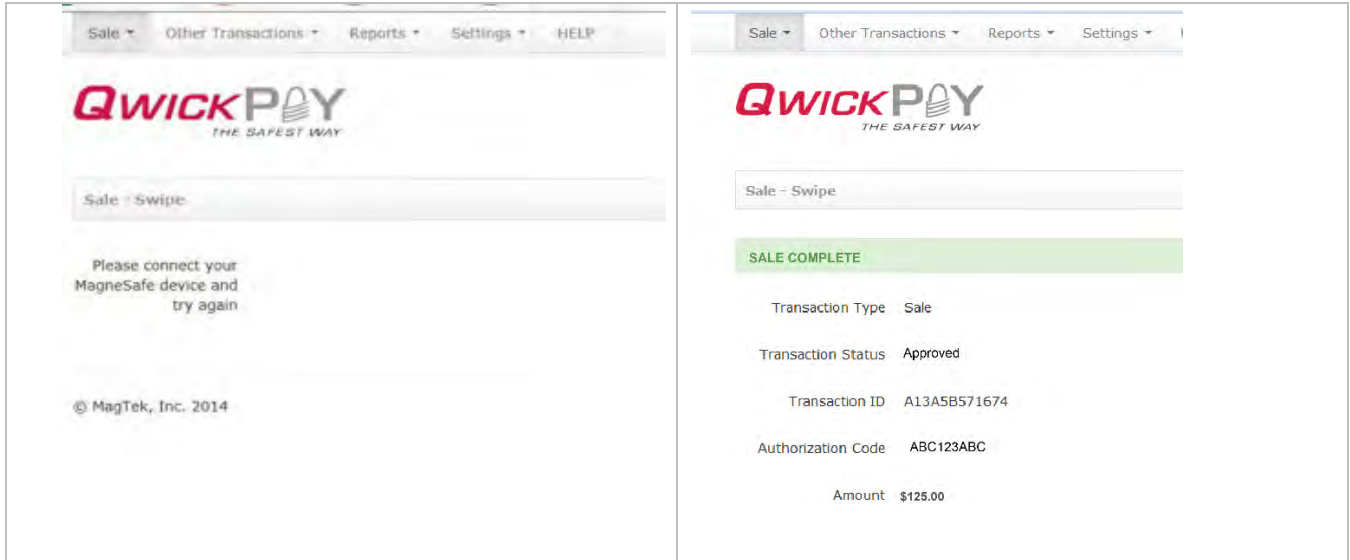 Sale Other Transactions Reports Settings HELP
QWICKPAY
THE SAFEST WAY
Sale - Swipe
Please connect your
MagneSafe device and
try again
© MagTek, Inc. 2014
Sale Other Transactions Reports Settings
QWICKPAY
THE SAFEST WAY
Sale - Swipe
SALE COMPLETE
Transaction Type Sale
Transaction Status Approved
Transaction ID A13A5B571674
Authorization Code ABC123ABC
Amount $125.00